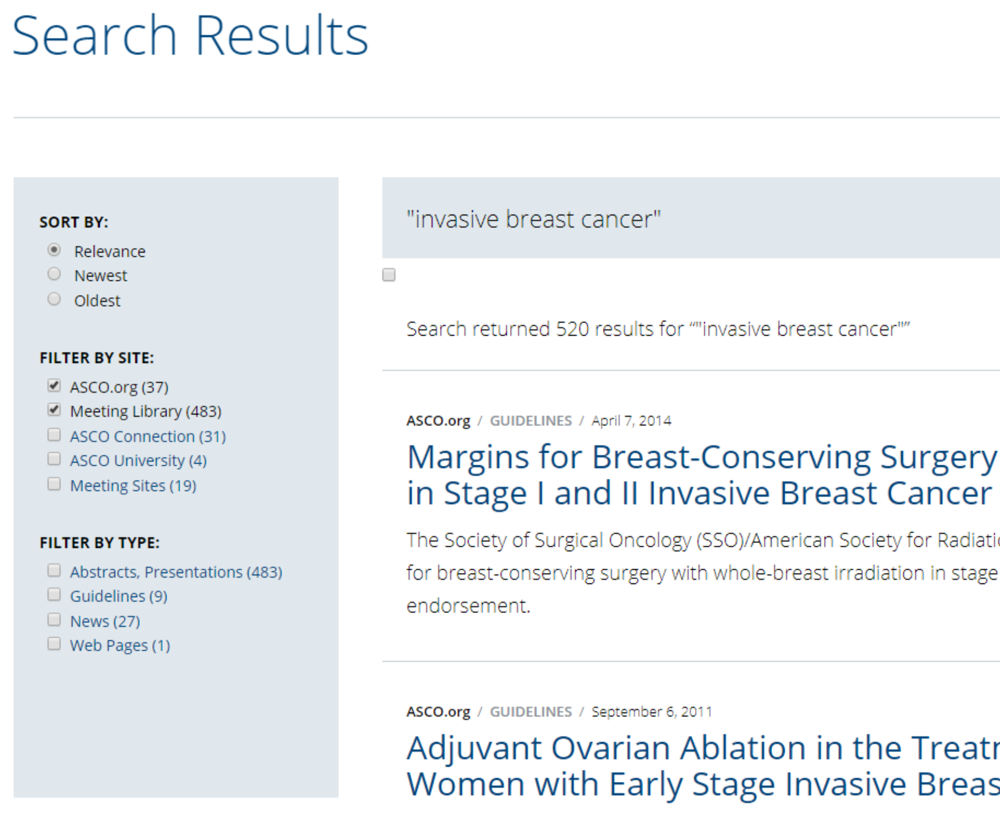 Search Results
SORT BY:
Relevance
Newest
Oldest
FILTER BY SITE:
ASCO.org (37)
Meeting Library (483)
ASCO Connection (31)
ASCO University (4)
Meeting Sites (19)
FILTER BY TYPE:
Abstracts, Presentations (483)
Guidelines (9)
News (27)
Web Pages (1)
"invasive breast cancer"
Search returned 520 results for “"invasive breast cancer"”
ASCO.org / GUIDELINES / April 7, 2014
Margins for Breast-Conserving Surgery
in Stage I and II Invasive Breast Cancer
The Society of Surgical Oncology (SSO)/American Society for
for breast-conserving surgery with whole-breast irradiation in stage
endorsement.
ASCO.org / GUIDELINES / September 6, 2011
Adjuvant Ovarian Ablation in the
Women with Early Stage Invasive